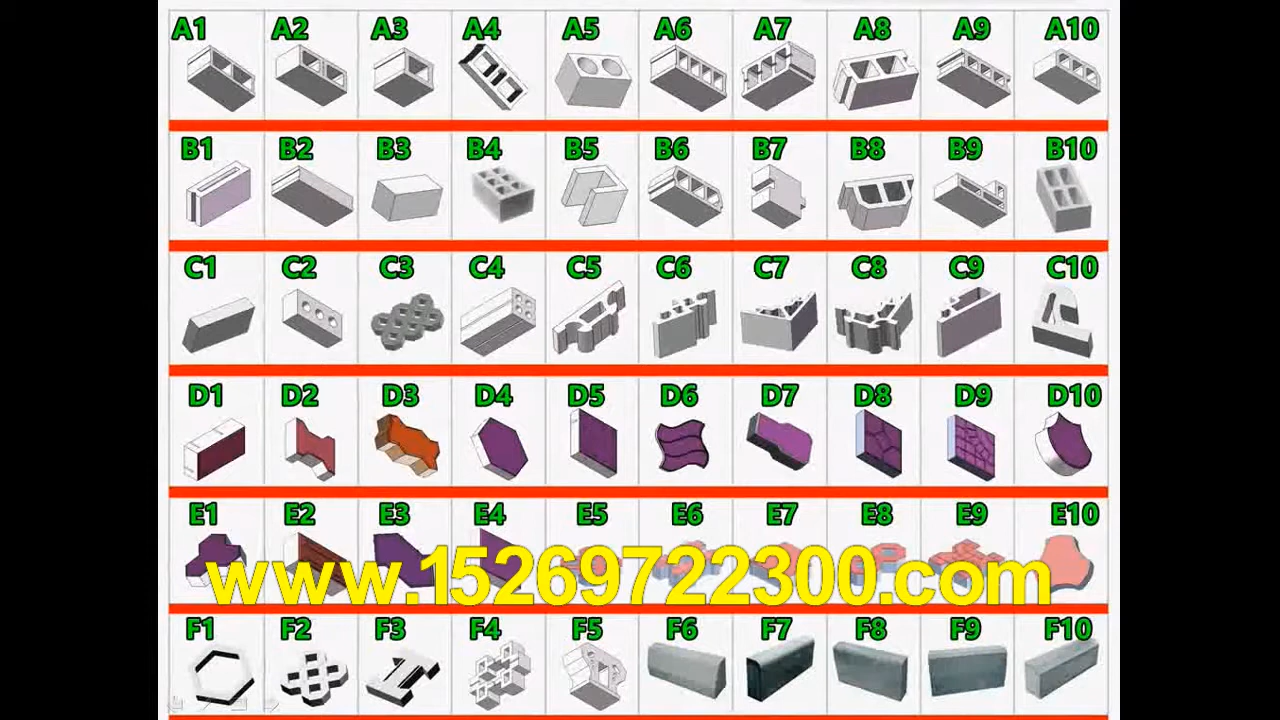 A1 A2 A3 A4 A5 A6 A7 A8 A9 A10
B1 B2 B3 B4 B5 B6 B7 B8 B9 B10
C1 C2 C3 C4 C5 C6 C7 C8 C9 C10
D1 D2 D3 D4 D5 D6 D7 D8 D9 D10
E1 E2 E3 E4 E5 E6 E7 E8 E9 E10
www.15269722300.com
F1 F2 F3 F4 F5 F6 F7 F8 F9 F10